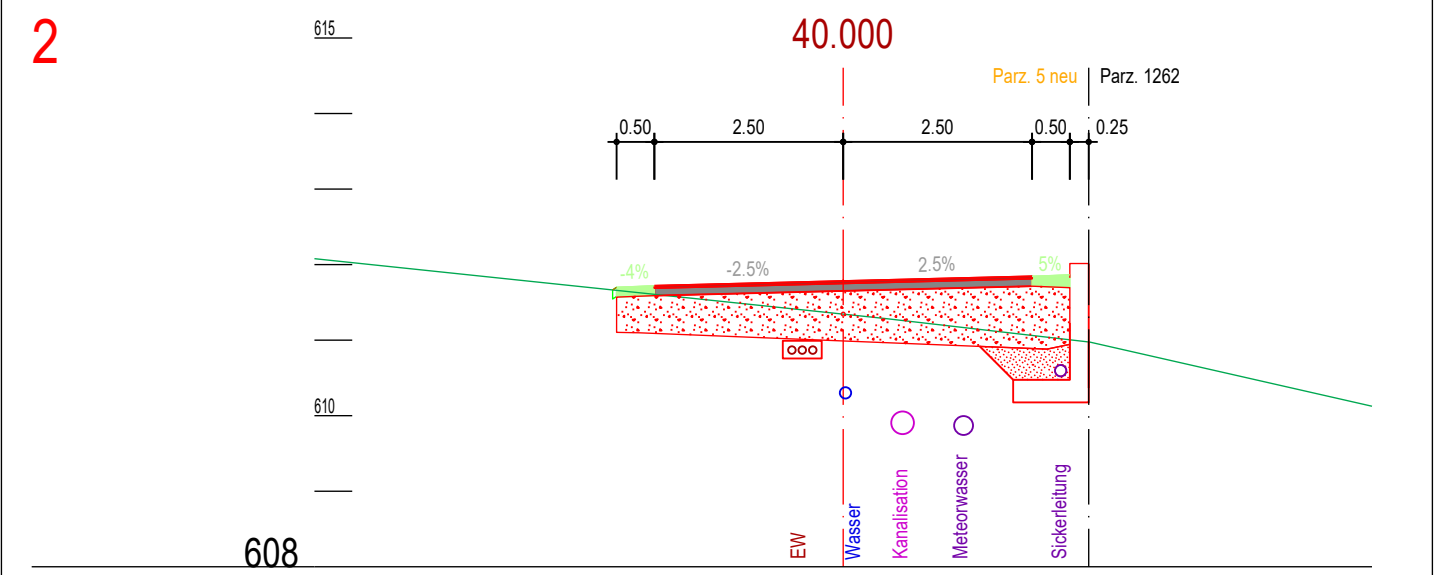 2
615
40.000
Parz. 5 neu
Parz. 1262
0.50
2.50
2.50
0.50
0.25
-4%
-2.5%
2.5%
5%
610
608
EW
Wasser
Kanalisation
Meteorwasser
Sickerleitung